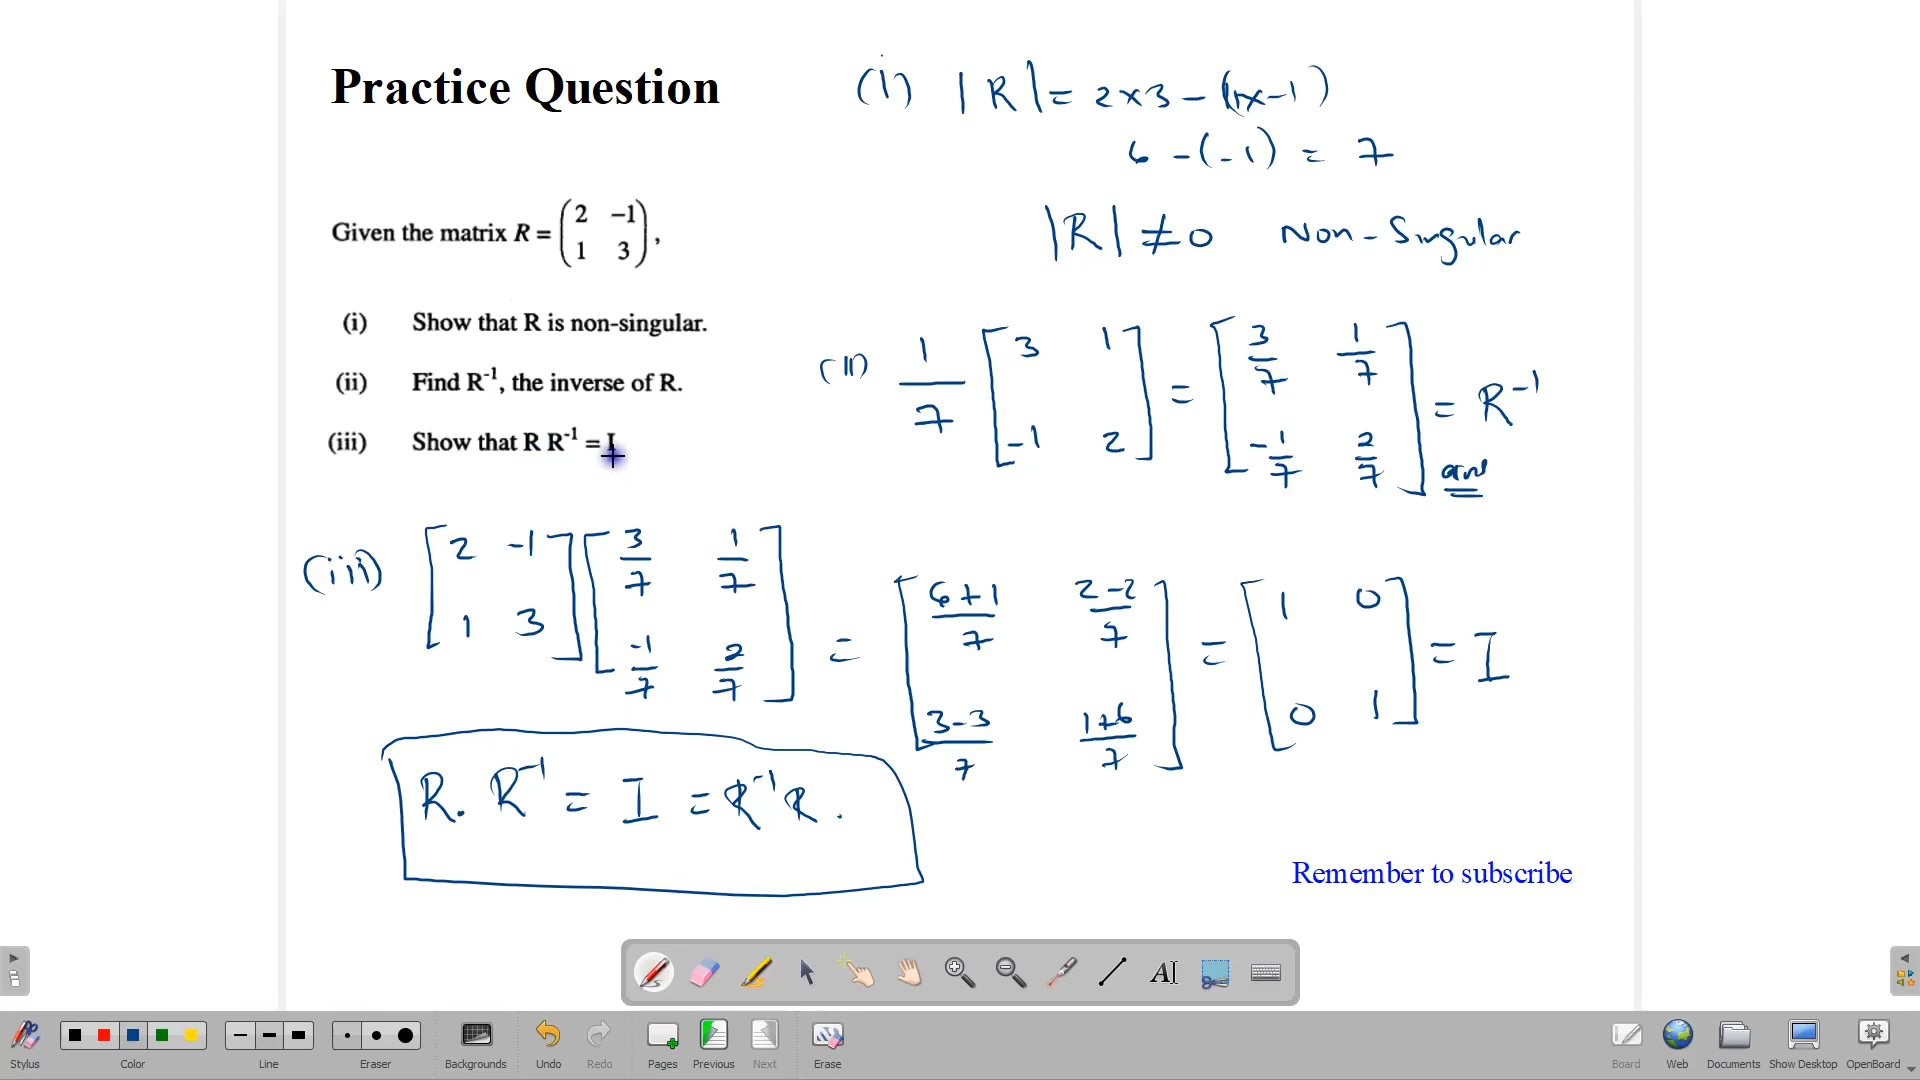 Practice Question
Given the matrix R = (2 −1
1 3),
(i) Show that R is non-singular.
(ii) Find R⁻¹, the inverse of R.
(iii) Show that R R⁻¹ = I
(i) |R| = 2x3 - (1x-1)
6 - (-1) = 7
|R| ≠ 0 Non-Singular
(ii) 1/7 [3 1
-1 2] = [3/7 1/7
-1/7 2/7] = R⁻¹
ans
(iii) [2 -1
1 3] [3/7 1/7
-1/7 2/7] = [6+1/7 2-2/7
3-3/7 1+6/7] = [1 0
0 1] = I
R. R⁻¹ = I = R⁻¹R.
Remember to subscribe
Stylus Color Line Eraser Backgrounds Undo Redo Pages Previous Next Erase Board Web Documents Show Desktop OpenBoard